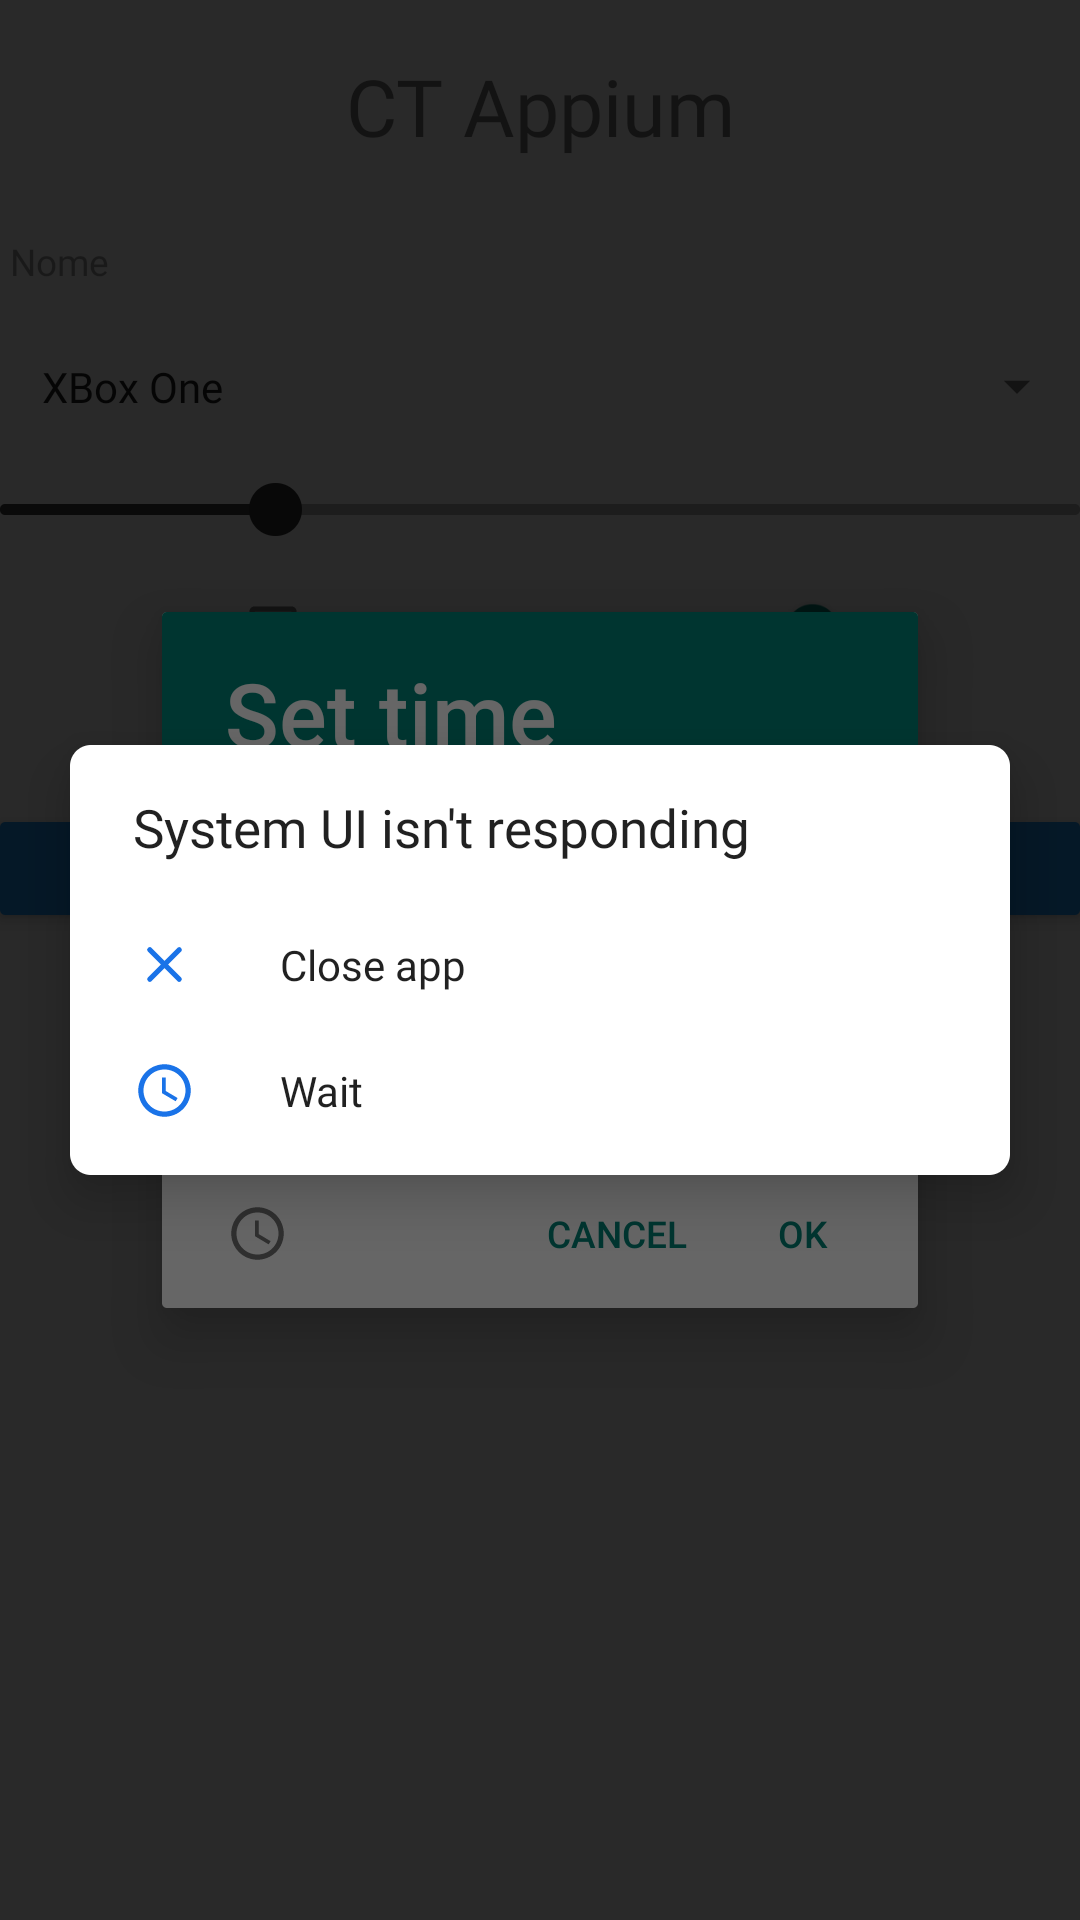 CT Appium
Nome
XBox One
Set time
System UI isn't responding
Close app
Wait
CANCEL
OK